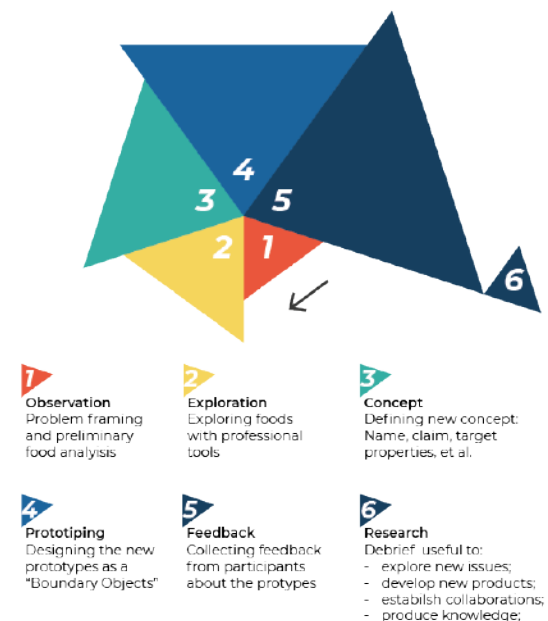 4
3
5
2
1
6
1
Observation
Problem framing
and preliminary
food analyisis
2
Exploration
Exploring foods
with professional
tools
3
Concept
Defining new concept:
Name, claim, target
properties, et al.
4
Prototiping
Designing the new
prototypes as a
"Boundary Objects"
5
Feedback
Collecting feedback
from participants
about the protypes
6
Research
Debrief useful to:
- explore new issues;
- develop new products;
- estabilsh collaborations;
- produce knowledge;